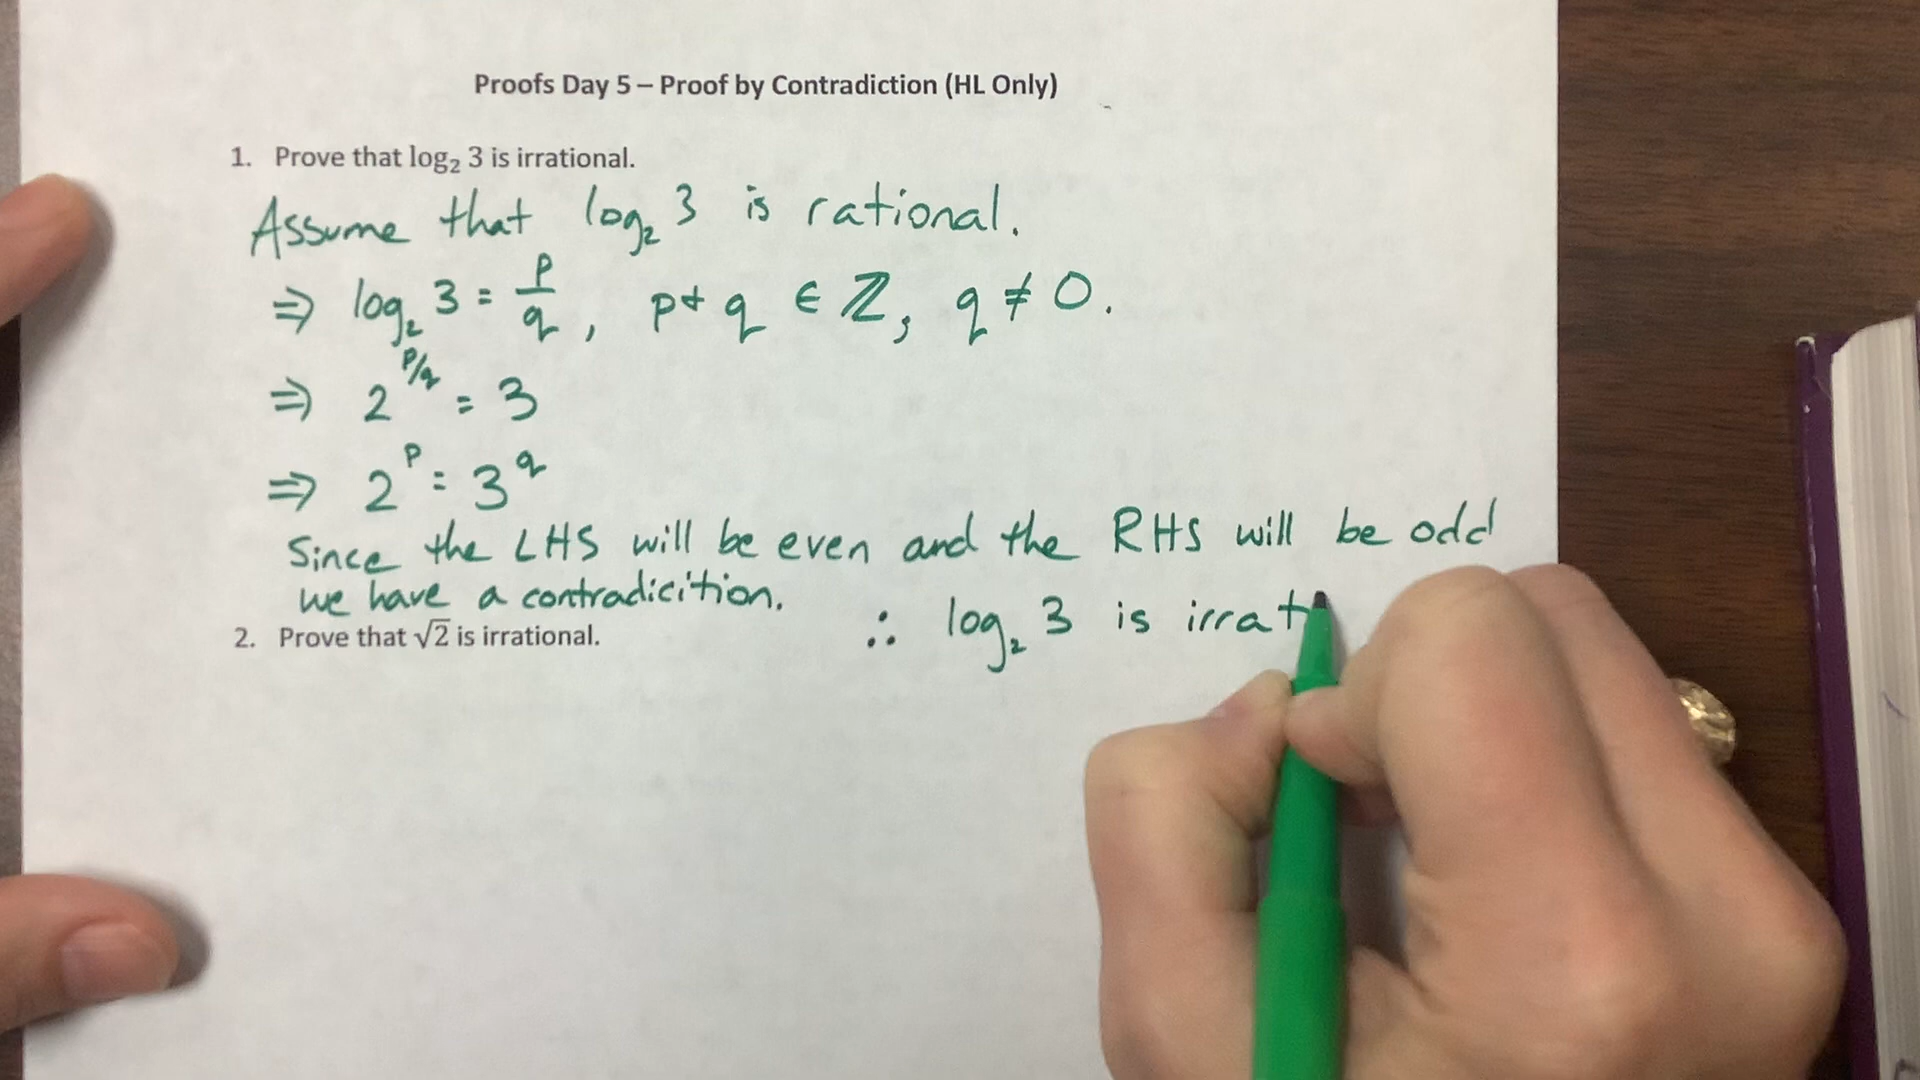 Proofs Day 5 – Proof by Contradiction (HL Only)
1. Prove that log₂ 3 is irrational.
Assume that log₂ 3 is rational.
⇒ log₂ 3 = p/q , p + q ∈ ℤ, q ≠ 0.
⇒ 2^(p/q) = 3
⇒ 2^p = 3^q
Since the LHS will be even and the RHS will be odd
we have a contradicition.
∴ log₂ 3 is irrat
2. Prove that √2 is irrational.